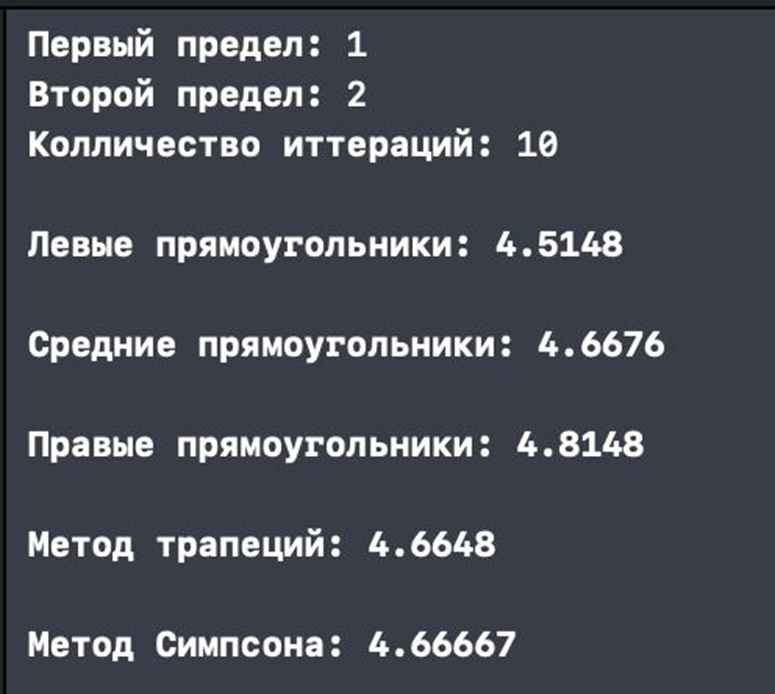 Первый предел: 1
Второй предел: 2
Колличество иттераций: 10
Левые прямоугольники: 4.5148
Средние прямоугольники: 4.6676
Правые прямоугольники: 4.8148
Метод трапеций: 4.6648
Метод Симпсона: 4.66667